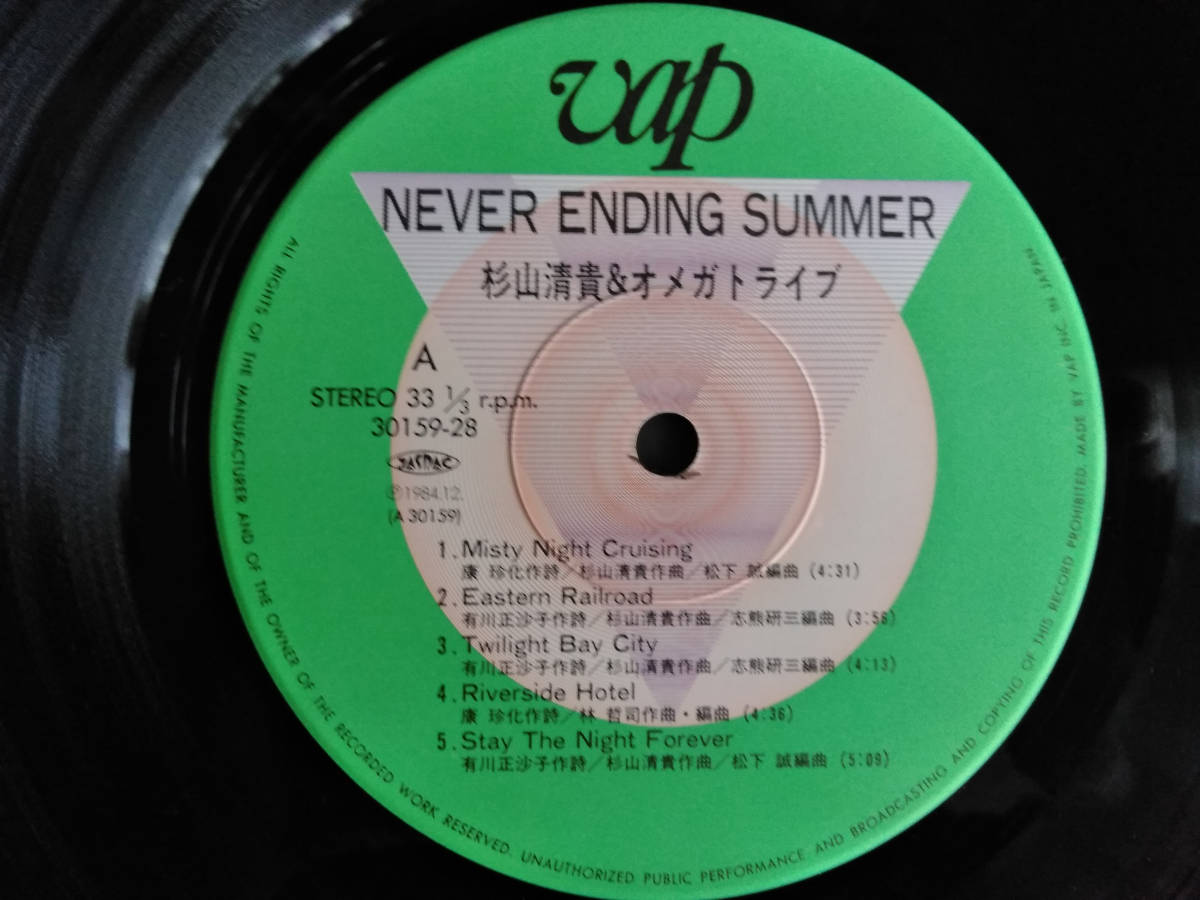 vap
NEVER ENDING SUMMER
杉山清貴&オメガトライブ
A
STEREO 33 1/3 r.p.m.
30159-28
JASRAC
Ⓟ1984.12.
(A 30159)
1. Misty Night Cruising
康 珍化作詩/杉山清貴作曲/松下 誠編曲 (4:31)
2. Eastern Railroad
有川正沙子作詩/杉山清貴作曲/志熊研三編曲 (3:56)
3. Twilight Bay City
有川正沙子作詩/杉山清貴作曲/志熊研三編曲 (4:13)
4. Riverside Hotel
康 珍化作詩/林 哲司作曲・編曲 (4:36)
5. Stay The Night Forever
有川正沙子作詩/杉山清貴作曲/松下 誠編曲 (5:09)
ALL RIGHTS OF THE MANUFACTURER AND OF THE OWNER OF THE RECORDED WORK RESERVED. UNAUTHORIZED PUBLIC PERFORMANCE AND BROADCASTING AND COPYING OF THIS RECORD PROHIBITED. MADE BY VAP INC. IN JAPAN